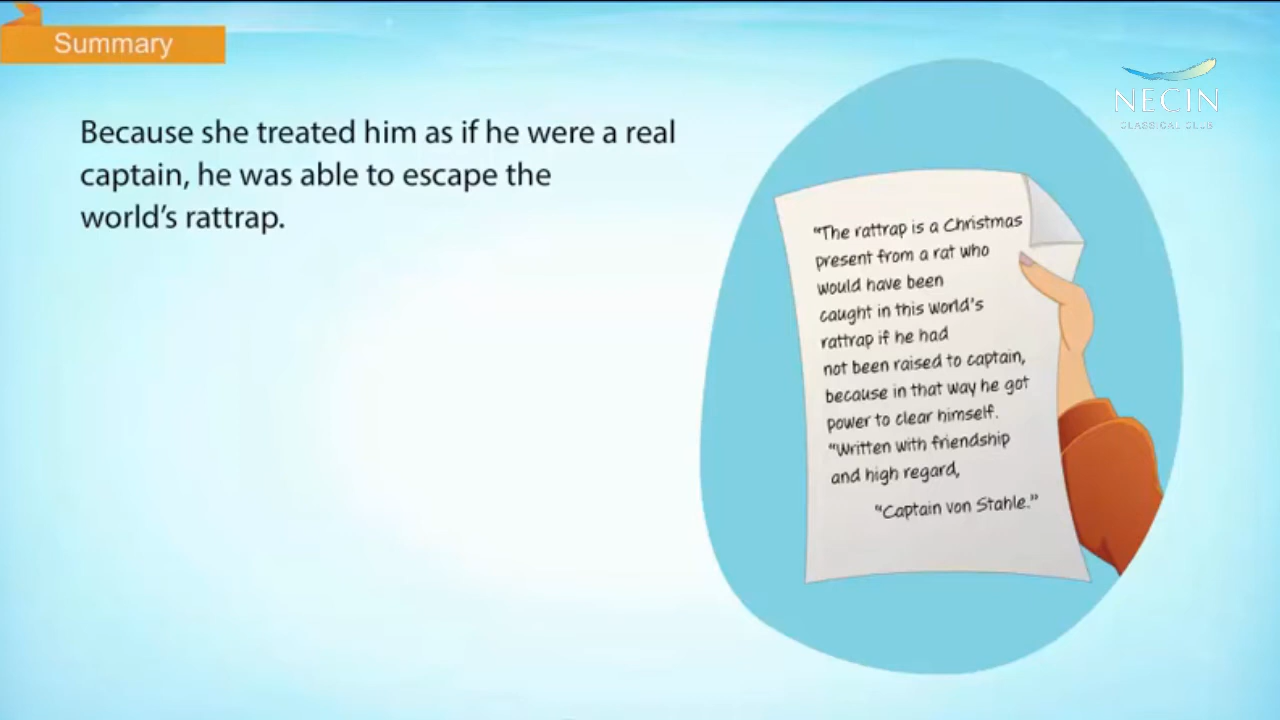 Summary
NECIN
CLASSICAL CLUB
Because she treated him as if he were a real
captain, he was able to escape the
world's rattrap.
"The rattrap is a Christmas
present from a rat who
would have been
caught in this world's
rattrap if he had
not been raised to captain,
because in that way he got
power to clear himself.
"Written with friendship
and high regard,
"Captain von Stahle."